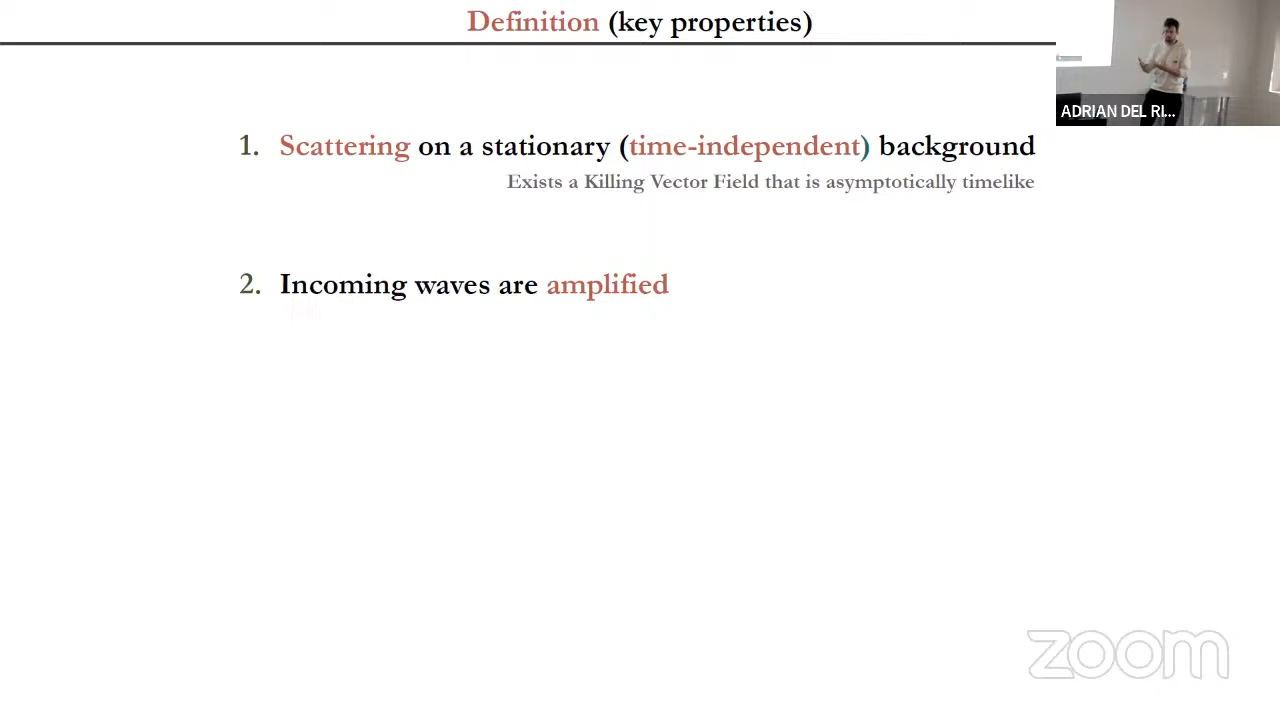 Definition (key properties)
ADRIAN DEL RI...
1. Scattering on a stationary (time-independent) background
Exists a Killing Vector Field that is asymptotically timelike
2. Incoming waves are amplified
zoom